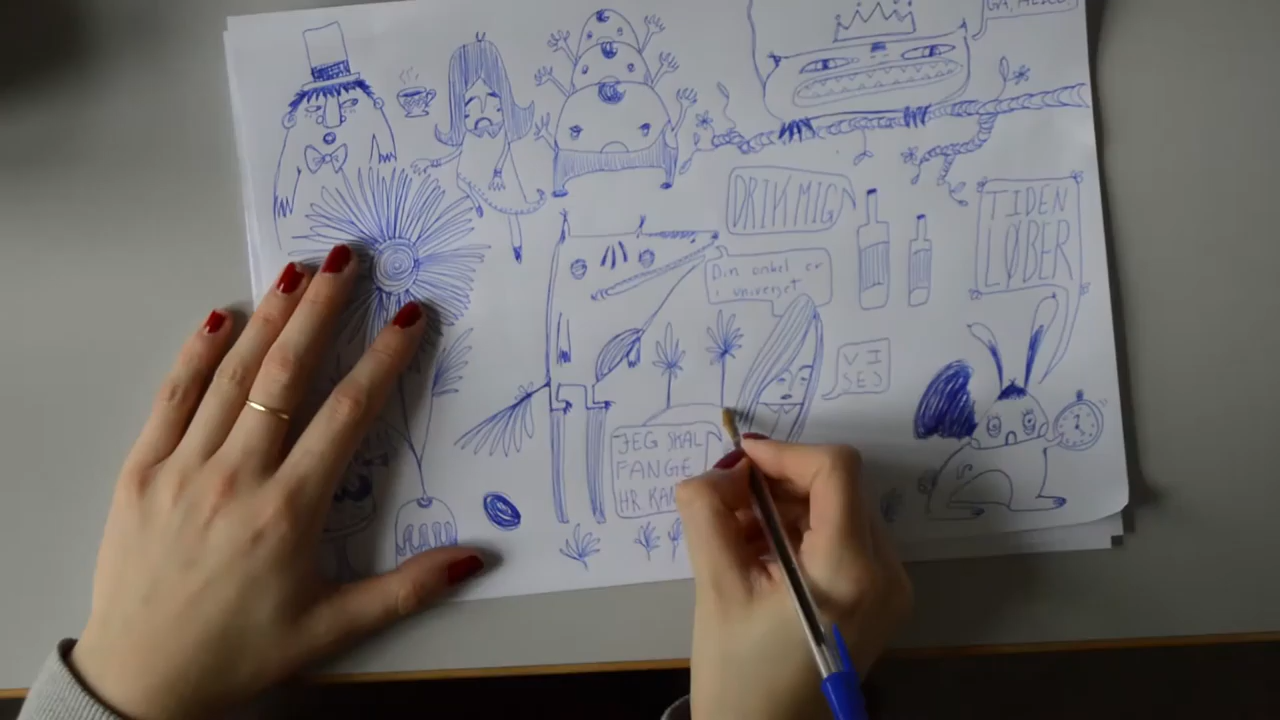 DRIK MIG
TIDEN
LØBER
Din onkel er
i universet
VI
SES
JEG SKAL
FANGE
HR.